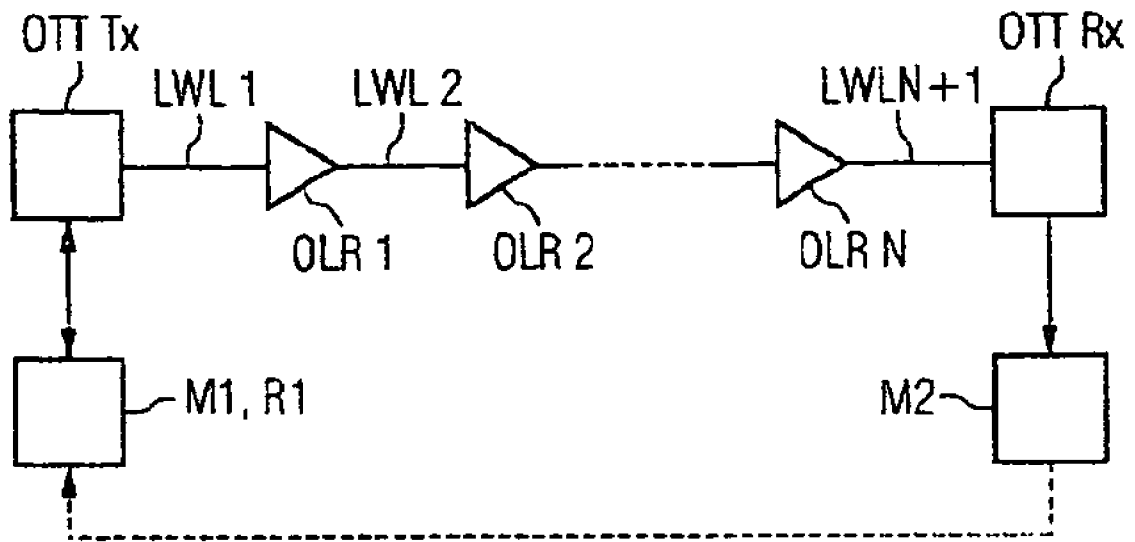 OTT Tx
OTT Rx
LWL 1
LWL 2
LWLN+1
OLR 1
OLR 2
OLR N
M1, R1
M2